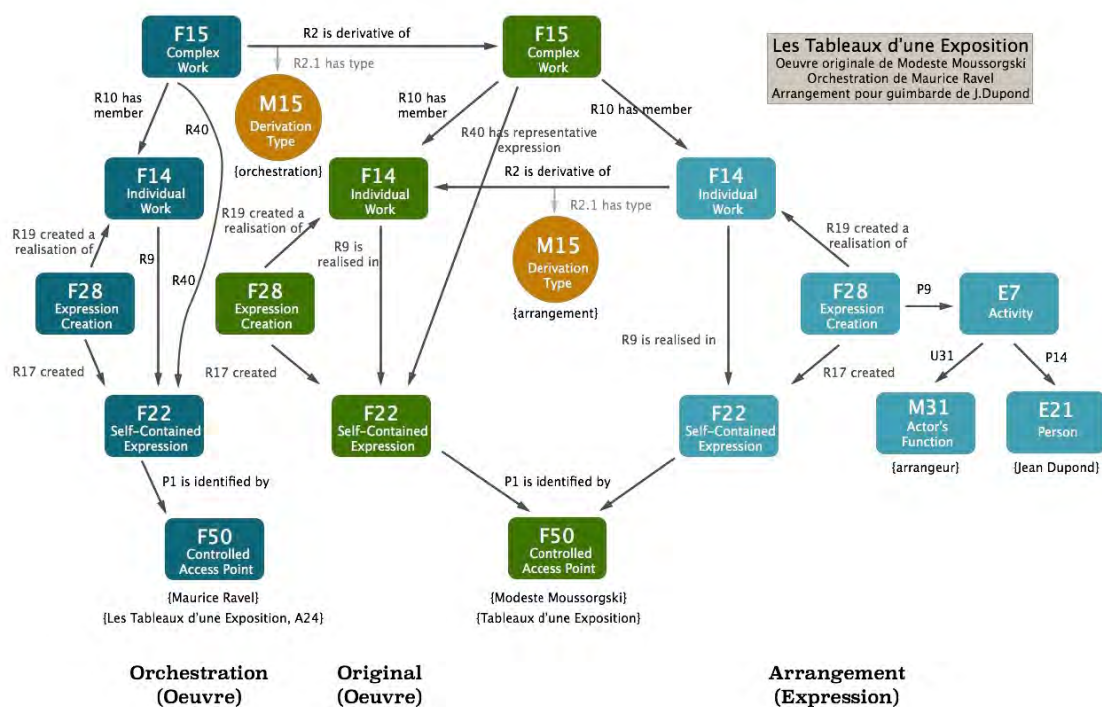 F15
Complex
Work
R2 is derivative of
R2.1 has type
F15
Complex
Work
Les Tableaux d'une Exposition
Oeuvre originale de Modeste Moussorgski
Orchestration de Maurice Ravel
Arrangement pour guimbarde de J.Dupond
R10 has
member
R40
M15
Derivation
Type
{orchestration}
R10 has
member
R40 has representative
expression
R10 has member
F14
Individual
Work
F14
Individual
Work
R2 is derivative of
R2.1 has type
F14
Individual
Work
M15
Derivation
Type
{arrangement}
R19 created a
realisation of
R9
R40
R19 created a
realisation of
R9 is
realised in
R9 is realised in
R19 created a
realisation of
F28
Expression
Creation
F28
Expression
Creation
F28
Expression
Creation
P9
E7
Activity
R17 created
R17 created
R17 created
U31
P14
F22
Self-Contained
Expression
F22
Self-Contained
Expression
F22
Self-Contained
Expression
M31
Actor's
Function
{arrangeur}
E21
Person
{Jean Dupond}
P1 is identified by
P1 is identified by
F50
Controlled
Access Point
{Maurice Ravel}
{Les Tableaux d'une Exposition, A24}
F50
Controlled
Access Point
{Modeste Moussorgski}
{Tableaux d'une Exposition}
Orchestration
(Oeuvre)
Original
(Oeuvre)
Arrangement
(Expression)